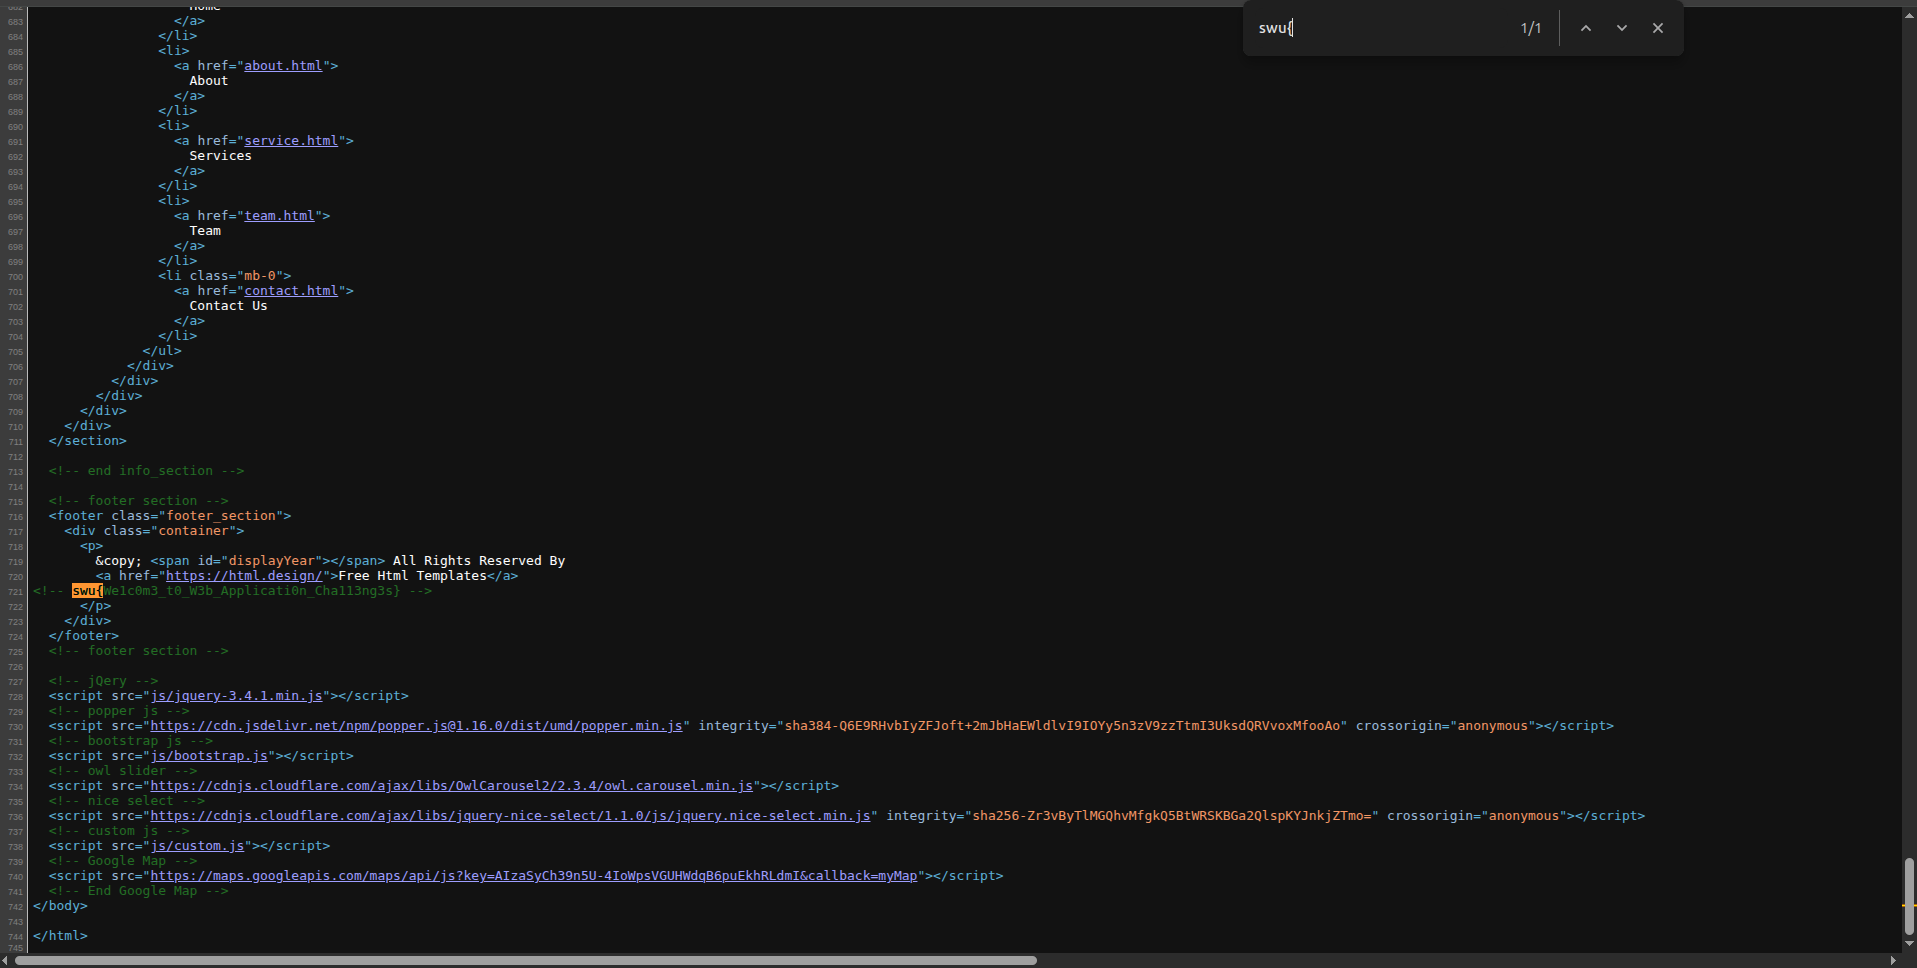 swu{ 1/1
682 Home
683 </a>
684 </li>
685 <li>
686 <a href="about.html">
687 About
688 </a>
689 </li>
690 <li>
691 <a href="service.html">
692 Services
693 </a>
694 </li>
695 <li>
696 <a href="team.html">
697 Team
698 </a>
699 </li>
700 <li class="mb-0">
701 <a href="contact.html">
702 Contact Us
703 </a>
704 </li>
705 </ul>
706 </div>
707 </div>
708 </div>
709 </div>
710 </div>
711 </section>
712
713 <!-- end info_section -->
714
715 <!-- footer section -->
716 <footer class="footer_section">
717 <div class="container">
718 <p>
719 &copy; <span id="displayYear"></span> All Rights Reserved By
720 <a href="https://html.design/">Free Html Templates</a>
721 <!-- swu{We1c0m3_t0_W3b_Applicati0n_Cha113ng3s} -->
722 </p>
723 </div>
724 </footer>
725 <!-- footer section -->
726
727 <!-- jQery -->
728 <script src="js/jquery-3.4.1.min.js"></script>
729 <!-- popper js -->
730 <script src="https://cdn.jsdelivr.net/npm/popper.js@1.16.0/dist/umd/popper.min.js" integrity="sha384-Q6E9RHvbIyZFJoft+2mJbHaEWldlvI9IOYy5n3zV9zzTtmI3UksdQRVvoxMfooAo" crossorigin="anonymous"></script>
731 <!-- bootstrap js -->
732 <script src="js/bootstrap.js"></script>
733 <!-- owl slider -->
734 <script src="https://cdnjs.cloudflare.com/ajax/libs/OwlCarousel2/2.3.4/owl.carousel.min.js"></script>
735 <!-- nice select -->
736 <script src="https://cdnjs.cloudflare.com/ajax/libs/jquery-nice-select/1.1.0/js/jquery.nice-select.min.js" integrity="sha256-Zr3vByTlMGQhvMfgkQ5BtWRSKBGa2QlspKYJnkjZTmo=" crossorigin="anonymous"></script>
737 <!-- custom js -->
738 <script src="js/custom.js"></script>
739 <!-- Google Map -->
740 <script src="https://maps.googleapis.com/maps/api/js?key=AIzaSyCh39n5U-4IoWpsVGUHWdqB6puEkhRLdmI&callback=myMap"></script>
741 <!-- End Google Map -->
742 </body>
743
744 </html>
745